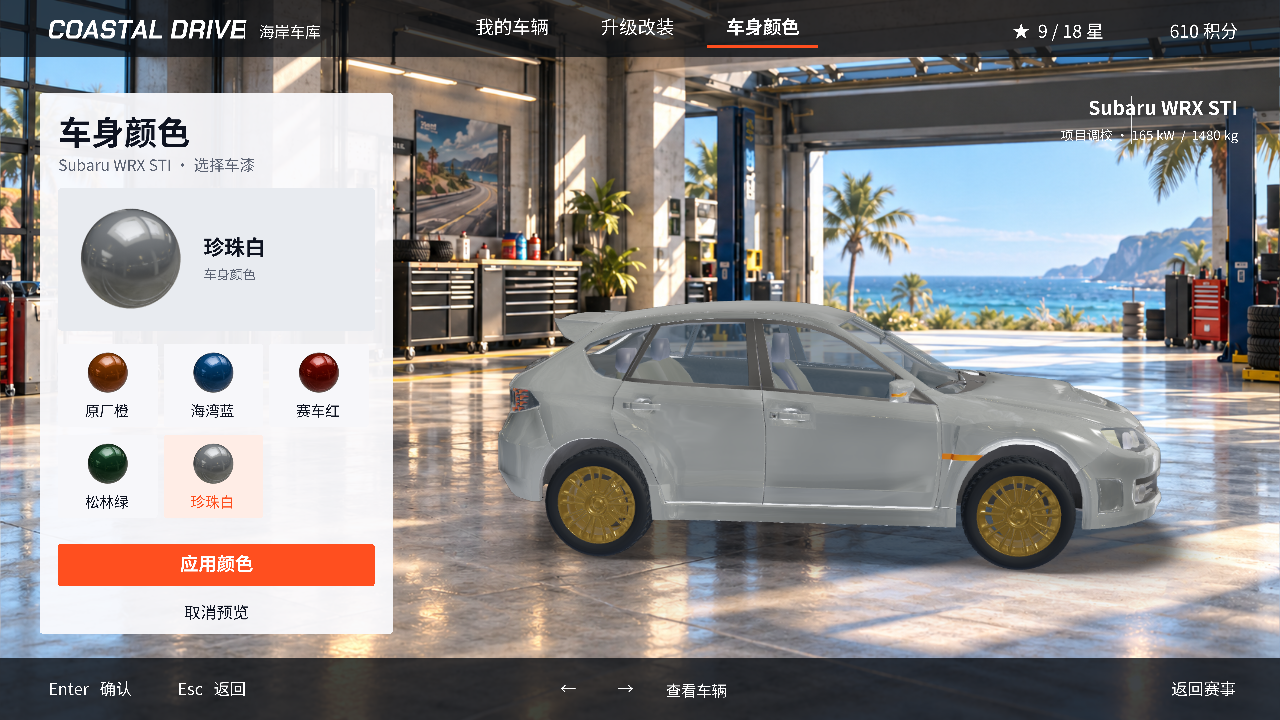 COASTAL DRIVE 海岸车库
我的车辆
升级改装
车身颜色
★ 9 / 18 星
610 积分
Subaru WRX STI
项目调校 · 165 kW / 1480 kg
车身颜色
Subaru WRX STI · 选择车漆
珍珠白
车身颜色
原厂橙
海湾蓝
赛车红
松林绿
珍珠白
应用颜色
取消预览
Enter 确认
Esc 返回
← → 查看车辆
返回赛事